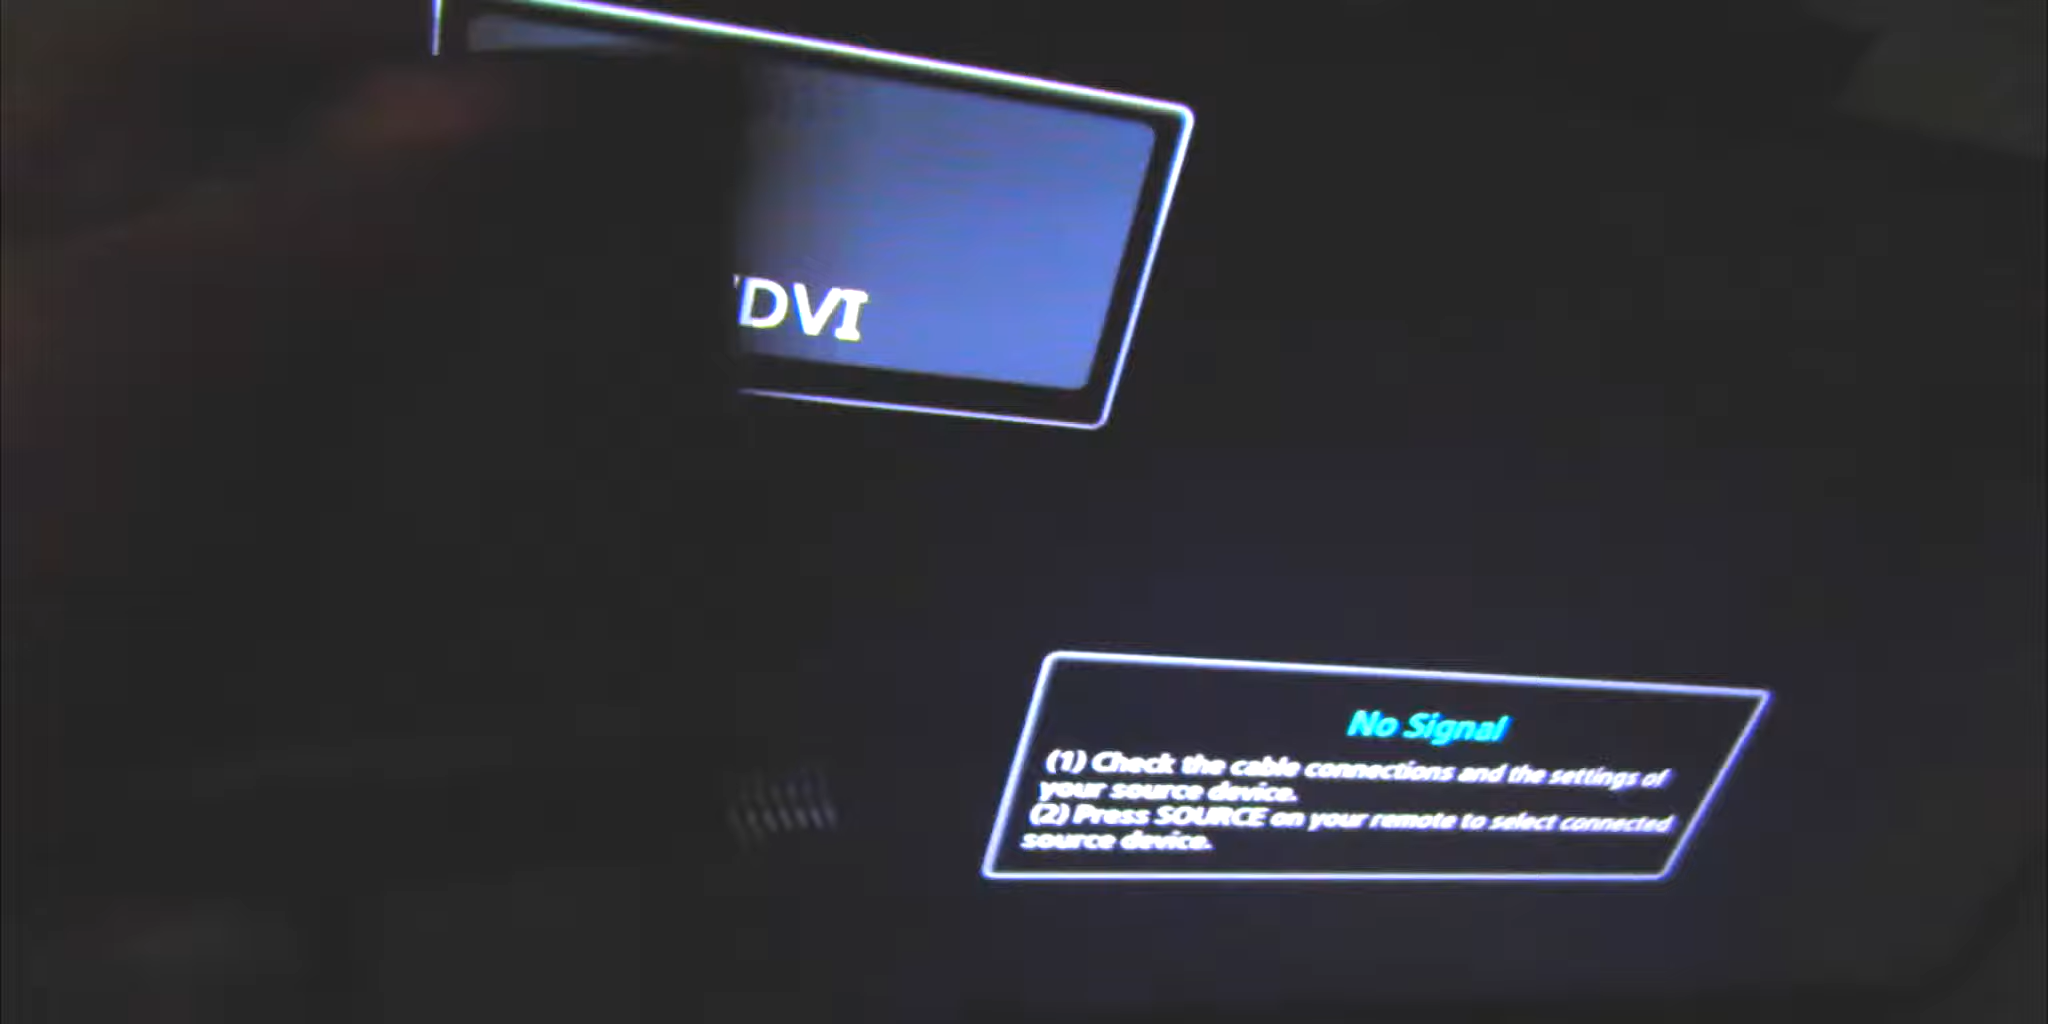 DVI
No Signal
(1) Check the cable connections and the settings of
your source device.
(2) Press SOURCE on your remote to select connected
source device.